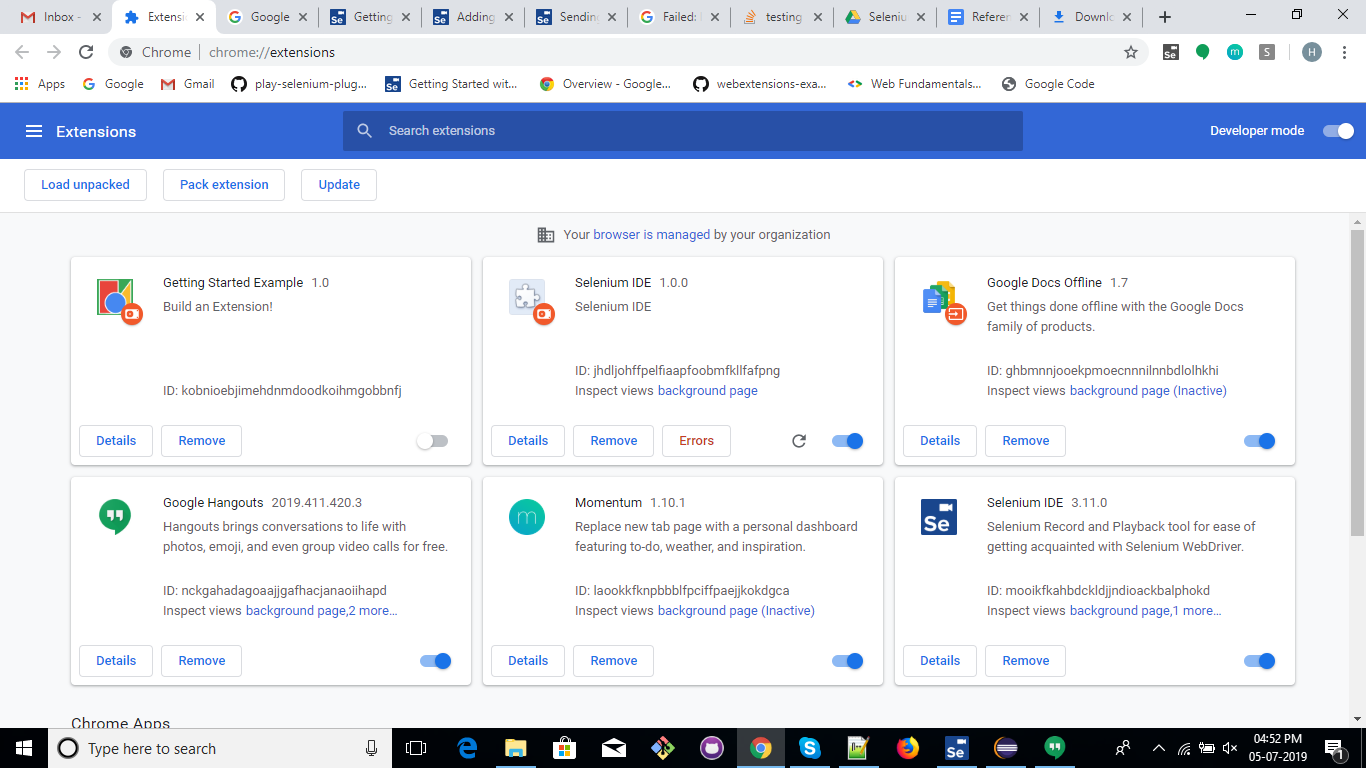 Inbox -
Extensi
Google
Getting
Adding
Sending
Failed:
testing
Seleniu
Referer
Downlo
Chrome
chrome://extensions
Se
m
S
H
Apps
Google
Gmail
play-selenium-plug...
Getting Started wit...
Overview - Google...
webextensions-exa...
Web Fundamentals...
Google Code
Extensions
Search extensions
Developer mode
Load unpacked
Pack extension
Update
Your browser is managed by your organization
Getting Started Example 1.0
Build an Extension!
ID: kobnioebjimehdnmdoodkoihmgobbnfj
Details
Remove
Selenium IDE 1.0.0
Selenium IDE
ID: jhdljohffpelfiaapfoobmfkllfafpng
Inspect views background page
Details
Remove
Errors
Google Docs Offline 1.7
Get things done offline with the Google Docs
family of products.
ID: ghbmnnjooekpmoecnnnilnnbdlolhkhi
Inspect views background page (Inactive)
Details
Remove
Google Hangouts 2019.411.420.3
Hangouts brings conversations to life with
photos, emoji, and even group video calls for free.
ID: nckgahadagoaajjgafhacjanaoiihapd
Inspect views background page,2 more...
Details
Remove
m
Momentum 1.10.1
Replace new tab page with a personal dashboard
featuring to-do, weather, and inspiration.
ID: laookkfknpbbblfpciffpaejjkokdgca
Inspect views background page (Inactive)
Details
Remove
Se
Selenium IDE 3.11.0
Selenium Record and Playback tool for ease of
getting acquainted with Selenium WebDriver.
ID: mooikfkahbdckldjjndioackbalphokd
Inspect views background page,1 more...
Details
Remove
Chrome Apps
Type here to search
Se
04:52 PM
05-07-2019
1